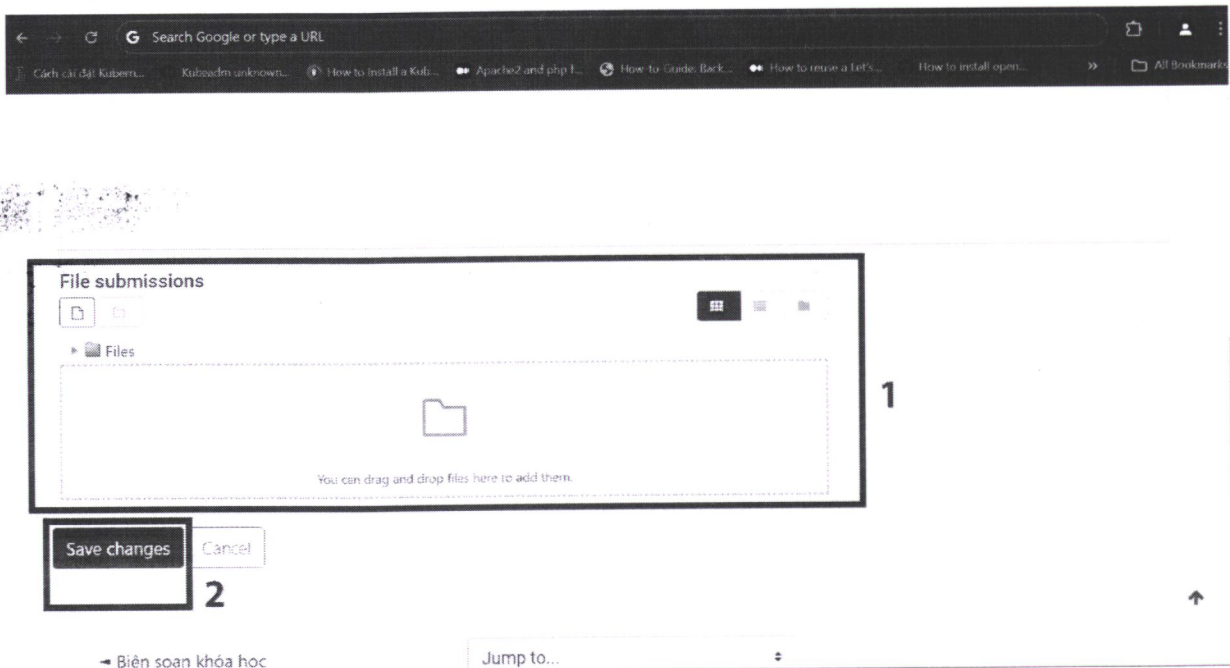 G Search Google or type a URL
Cách cài đặt Kubern... Kubeadm unknown... How to Install a Kub... Apache2 and php f... How-to Guide: Back... How to reuse a Let's... How to install open... » All Bookmarks
File submissions
Files
1
You can drag and drop files here to add them.
Save changes Cancel
2
◄ Biên soạn khóa học Jump to...